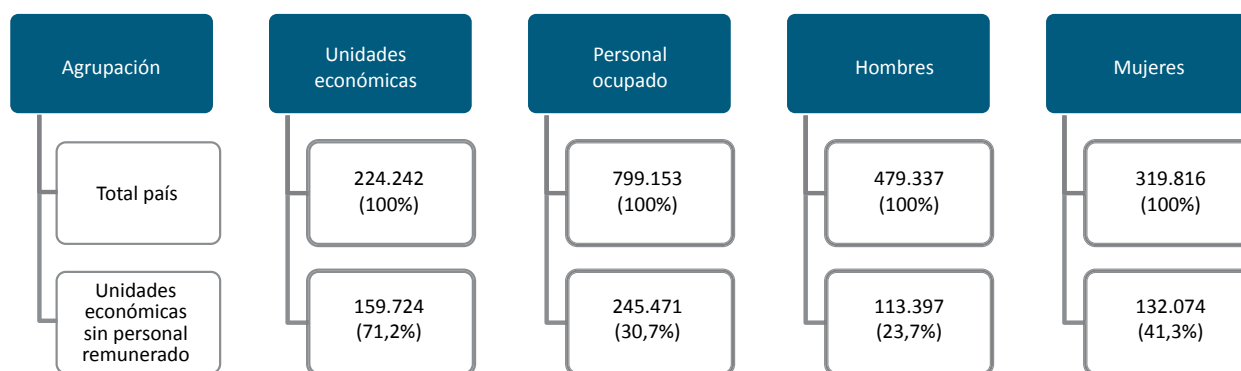 Agrupación
Unidades
económicas
Personal
ocupado
Hombres
Mujeres
Total país
224.242
(100%)
799.153
(100%)
479.337
(100%)
319.816
(100%)
Unidades
económicas
sin personal
remunerado
159.724
(71,2%)
245.471
(30,7%)
113.397
(23,7%)
132.074
(41,3%)